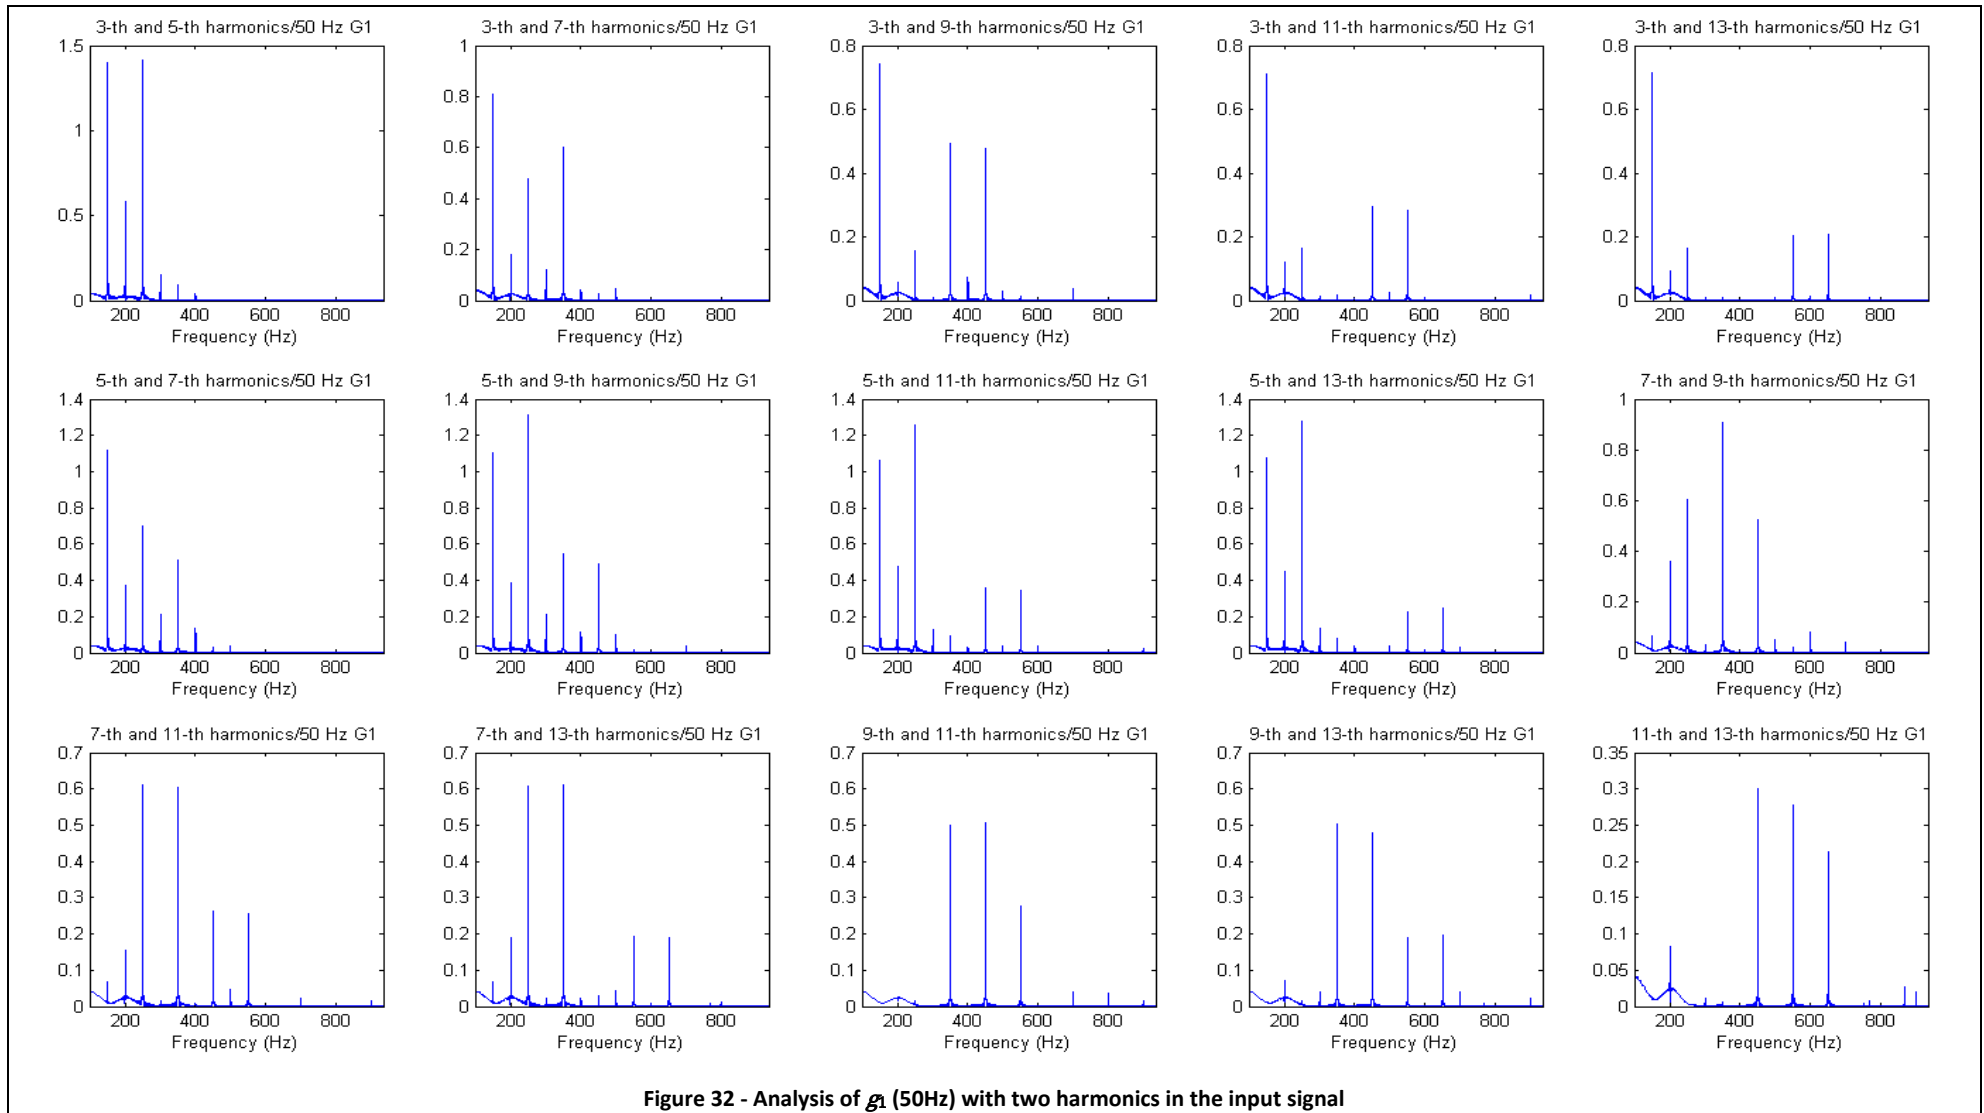 3-th and 5-th harmonics/50 Hz G1
1.5
1
0.5
0
200 400 600 800
Frequency (Hz)
3-th and 7-th harmonics/50 Hz G1
1
0.8
0.6
0.4
0.2
0
200 400 600 800
Frequency (Hz)
3-th and 9-th harmonics/50 Hz G1
0.8
0.6
0.4
0.2
0
200 400 600 800
Frequency (Hz)
3-th and 11-th harmonics/50 Hz G1
0.8
0.6
0.4
0.2
0
200 400 600 800
Frequency (Hz)
3-th and 13-th harmonics/50 Hz G1
0.8
0.6
0.4
0.2
0
200 400 600 800
Frequency (Hz)
5-th and 7-th harmonics/50 Hz G1
1.4
1.2
1
0.8
0.6
0.4
0.2
0
200 400 600 800
Frequency (Hz)
5-th and 9-th harmonics/50 Hz G1
1.4
1.2
1
0.8
0.6
0.4
0.2
0
200 400 600 800
Frequency (Hz)
5-th and 11-th harmonics/50 Hz G1
1.4
1.2
1
0.8
0.6
0.4
0.2
0
200 400 600 800
Frequency (Hz)
5-th and 13-th harmonics/50 Hz G1
1.4
1.2
1
0.8
0.6
0.4
0.2
0
200 400 600 800
Frequency (Hz)
7-th and 9-th harmonics/50 Hz G1
1
0.8
0.6
0.4
0.2
0
200 400 600 800
Frequency (Hz)
7-th and 11-th harmonics/50 Hz G1
0.7
0.6
0.5
0.4
0.3
0.2
0.1
0
200 400 600 800
Frequency (Hz)
7-th and 13-th harmonics/50 Hz G1
0.7
0.6
0.5
0.4
0.3
0.2
0.1
0
200 400 600 800
Frequency (Hz)
9-th and 11-th harmonics/50 Hz G1
0.7
0.6
0.5
0.4
0.3
0.2
0.1
0
200 400 600 800
Frequency (Hz)
9-th and 13-th harmonics/50 Hz G1
0.7
0.6
0.5
0.4
0.3
0.2
0.1
0
200 400 600 800
Frequency (Hz)
11-th and 13-th harmonics/50 Hz G1
0.35
0.3
0.25
0.2
0.15
0.1
0.05
0
200 400 600 800
Frequency (Hz)
Figure 32 - Analysis of g1 (50Hz) with two harmonics in the input signal